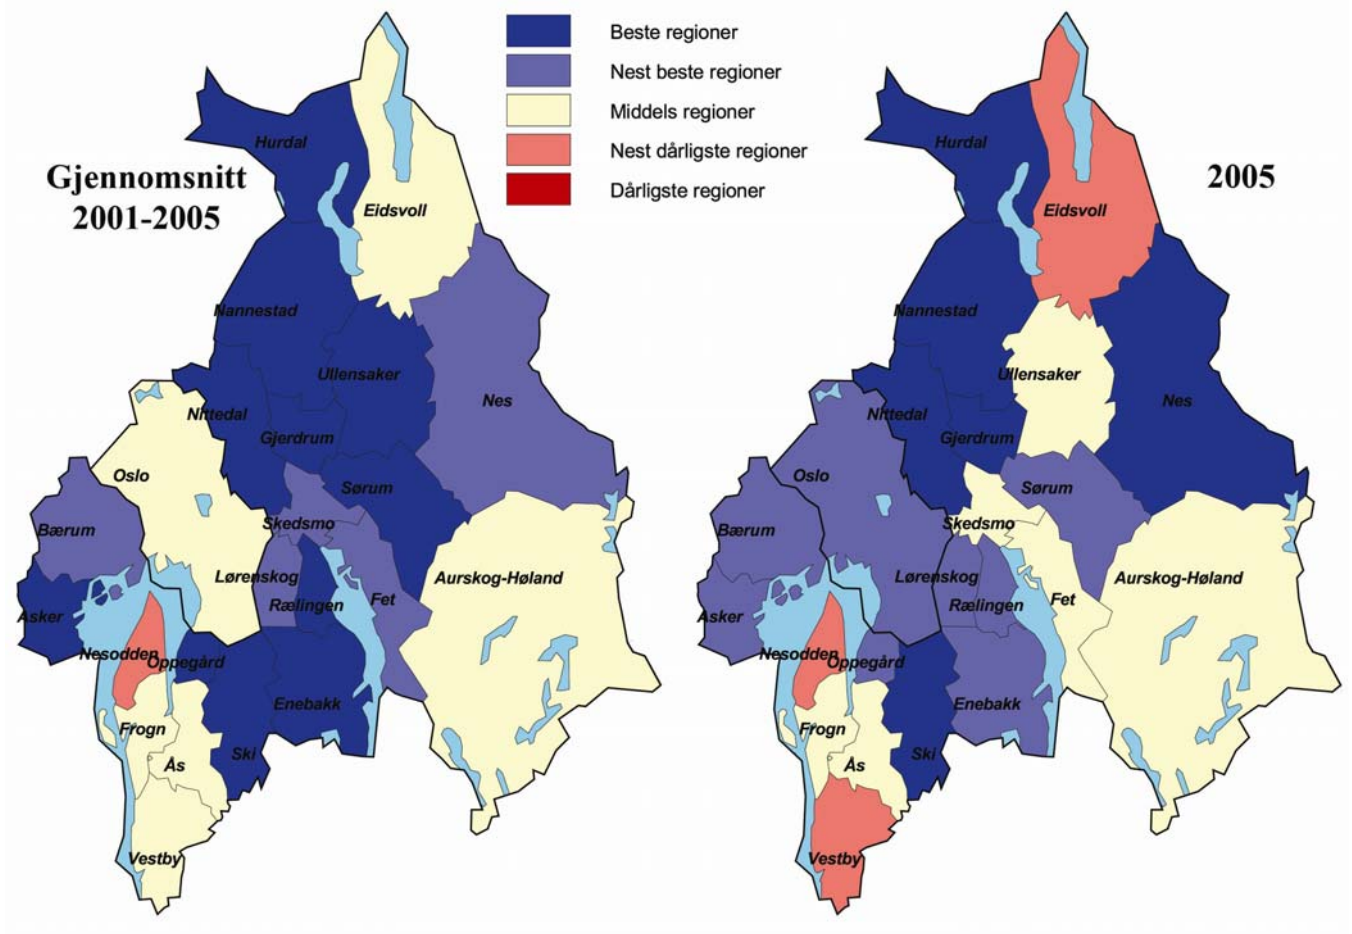 Beste regioner
Nest beste regioner
Middels regioner
Nest dårligste regioner
Dårligste regioner
Gjennomsnitt
2001-2005
Hurdal
Eidsvoll
Nannestad
Ullensaker
Nes
Nittedal
Gjerdrum
Oslo
Sørum
Bærum
Skedsmo
Lørenskog
Aurskog-Høland
Asker
Rælingen
Fet
Nesodden
Oppegård
Enebakk
Frogn
Ski
Ås
Vestby
2005
Hurdal
Eidsvoll
Nannestad
Ullensaker
Nes
Nittedal
Gjerdrum
Oslo
Sørum
Bærum
Skedsmo
Lørenskog
Aurskog-Høland
Asker
Rælingen
Fet
Nesodden
Oppegård
Enebakk
Frogn
Ski
Ås
Vestby